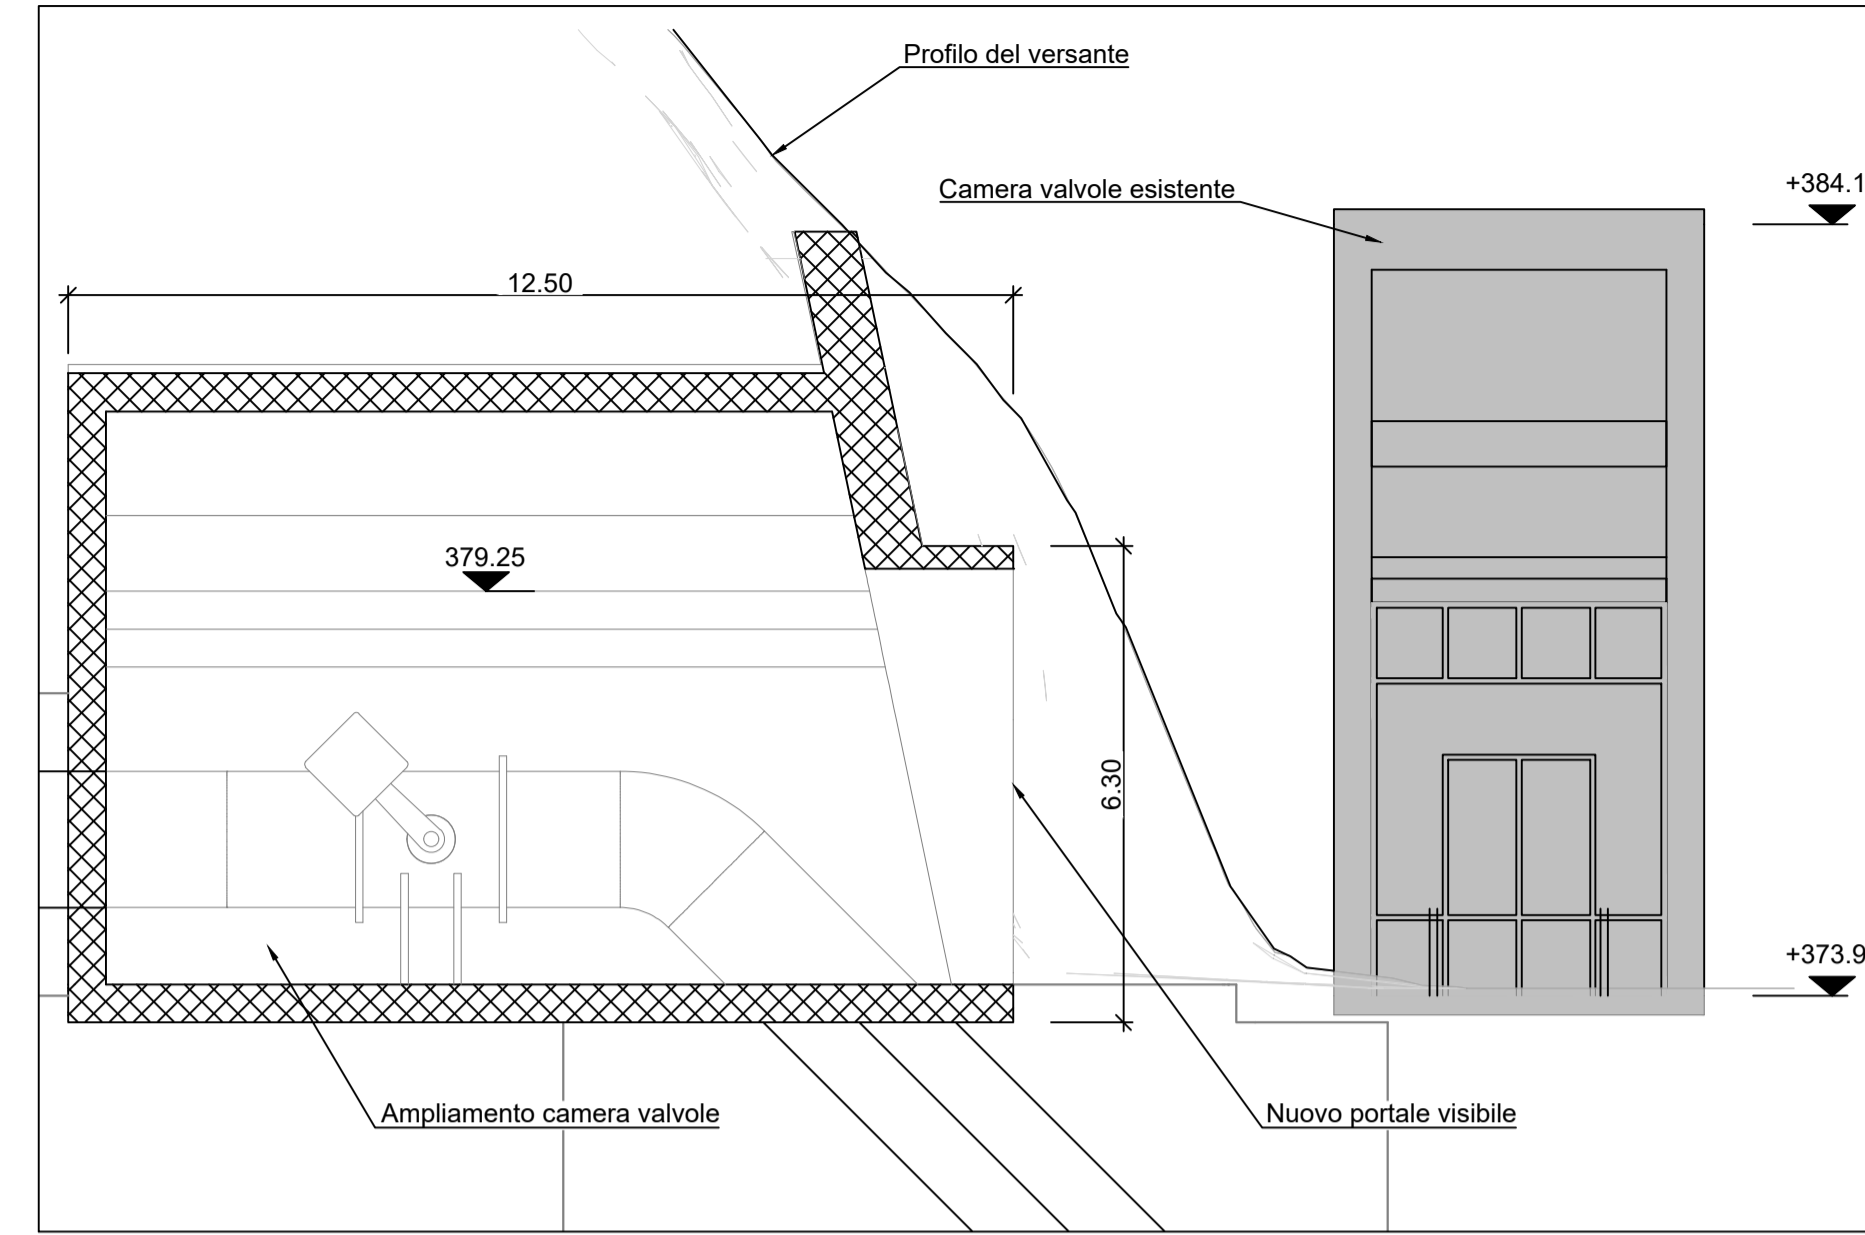 Profilo del versante
Camera valvole esistente
+384.1
12.50
379.25
6.30
+373.9
Ampliamento camera valvole
Nuovo portale visibile